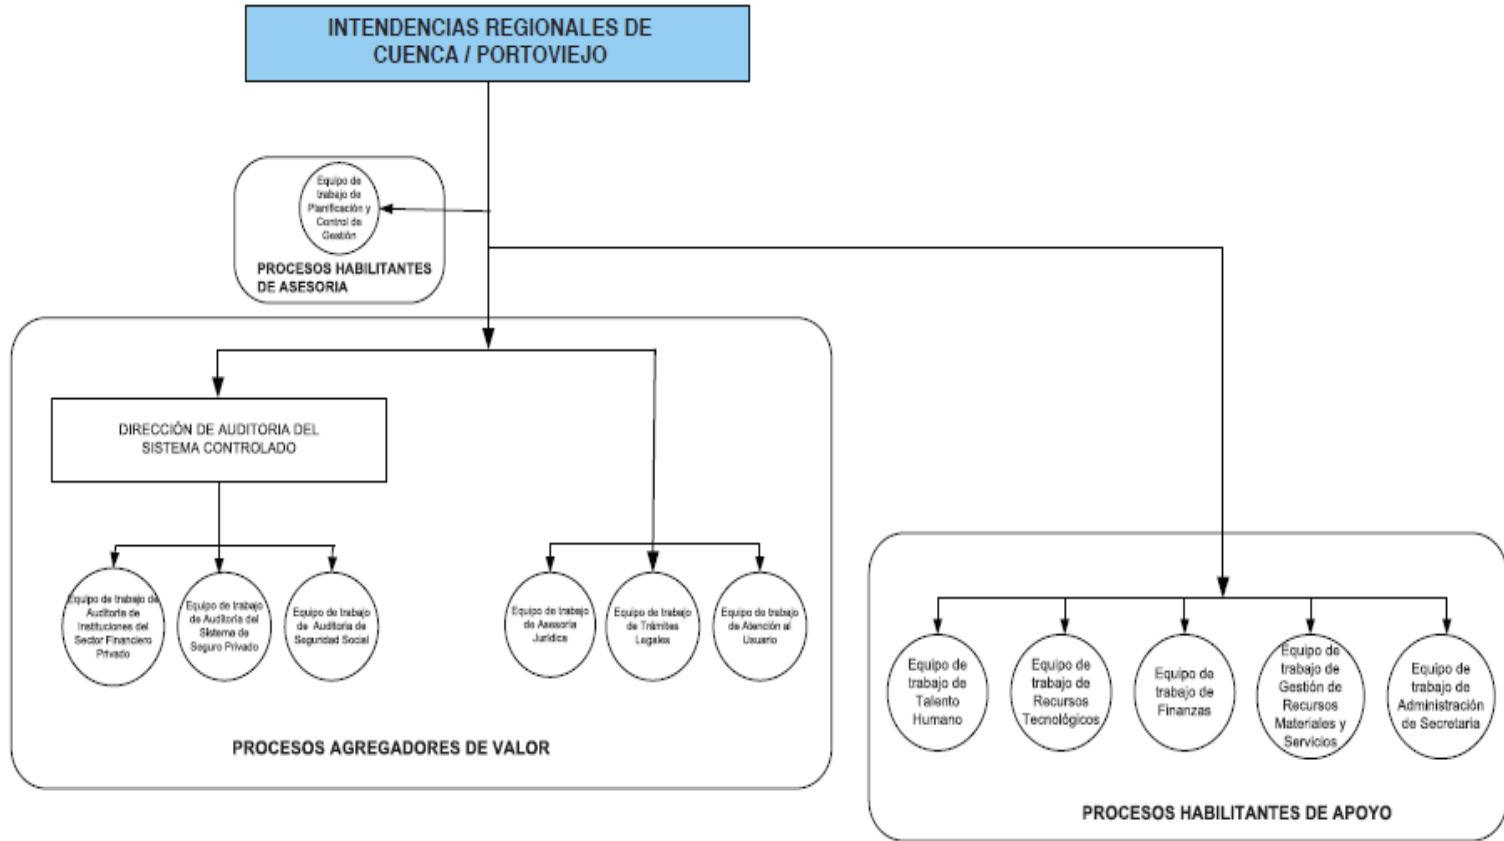 INTENDENCIAS REGIONALES DE
CUENCA / PORTOVIEJO
Equipo de
trabajo de
Planificación y
Control de
Gestión
PROCESOS HABILITANTES
DE ASESORIA
DIRECCIÓN DE AUDITORIA DEL
SISTEMA CONTROLADO
Equipo de trabajo de
Auditoría de
Instituciones del
Sector Financiero
Privado
Equipo de trabajo
de Auditoría del
Sistema de
Seguro Privado
Equipo de trabajo
de Auditoría de
Seguridad Social
Equipo de trabajo
de Asesoría
Jurídica
Equipo de trabajo
de Trámites
Legales
Equipo de trabajo
de Atención al
Usuario
PROCESOS AGREGADORES DE VALOR
Equipo de
trabajo de
Talento
Humano
Equipo de
trabajo de
Recursos
Tecnológicos
Equipo de
trabajo de
Finanzas
Equipo de
trabajo de
Gestión de
Recursos
Materiales y
Servicios
Equipo de
trabajo de
Administración
de Secretaria
PROCESOS HABILITANTES DE APOYO